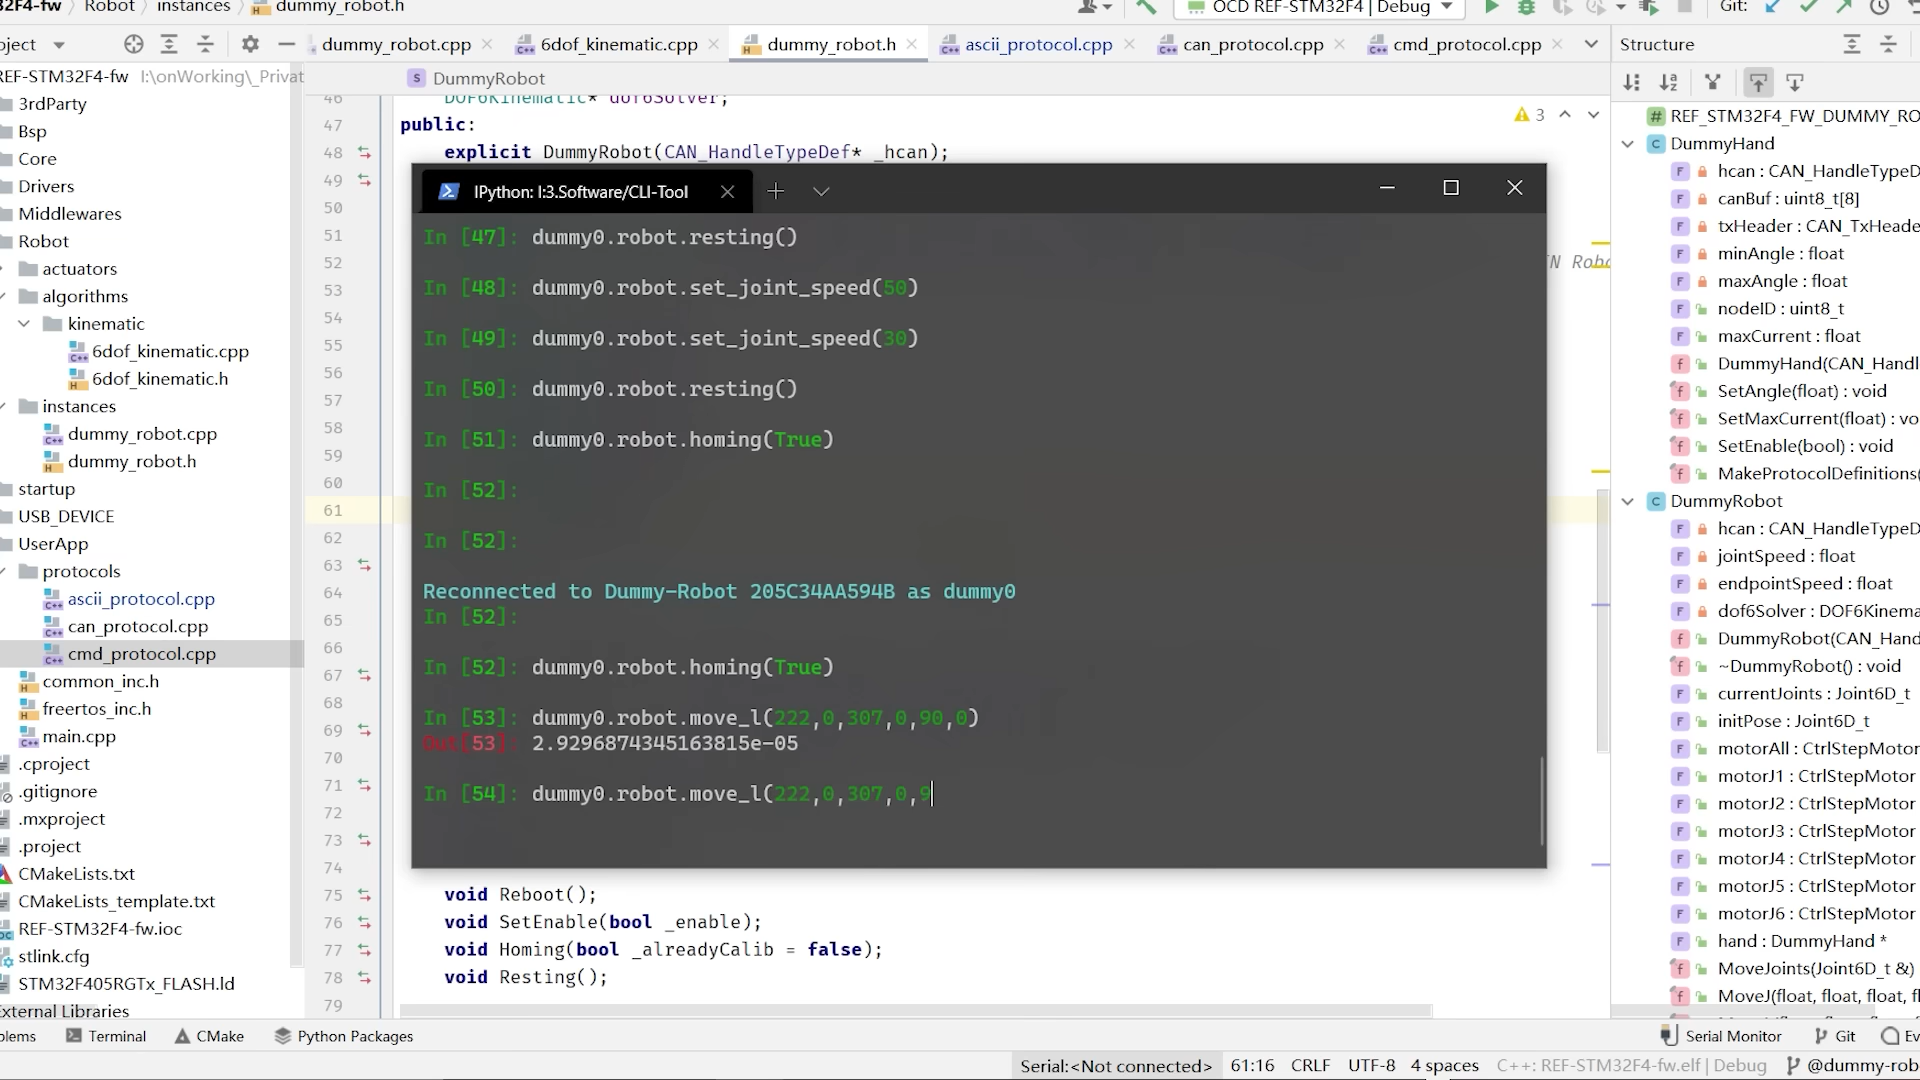 32F4-fw
Robot
instances
dummy_robot.h
OCD REF-STM32F4 | Debug
Git:
oject
dummy_robot.cpp
6dof_kinematic.cpp
dummy_robot.h
ascii_protocol.cpp
can_protocol.cpp
cmd_protocol.cpp
Structure
REF-STM32F4-fw I:\onWorking\_Privat
3rdParty
Bsp
Core
Drivers
Middlewares
Robot
actuators
algorithms
kinematic
6dof_kinematic.cpp
6dof_kinematic.h
instances
dummy_robot.cpp
dummy_robot.h
startup
USB_DEVICE
UserApp
protocols
ascii_protocol.cpp
can_protocol.cpp
cmd_protocol.cpp
common_inc.h
freertos_inc.h
main.cpp
.cproject
.gitignore
.mxproject
.project
CMakeLists.txt
CMakeLists_template.txt
REF-STM32F4-fw.ioc
stlink.cfg
STM32F405RGTx_FLASH.ld
External Libraries
S DummyRobot
46 DOF6Kinematic* dof6Solver;
47 public:
48 explicit DummyRobot(CAN_HandleTypeDef* _hcan);
49
50
51
52
53
54
55
56
57
58
59
60
61
62
63
64
65
66
67
68
69
70
71
72
73
74
75 void Reboot();
76 void SetEnable(bool _enable);
77 void Homing(bool _alreadyCalib = false);
78 void Resting();
79
3
N Robo
IPython: I:3.Software/CLI-Tool
In [47]: dummy0.robot.resting()
In [48]: dummy0.robot.set_joint_speed(50)
In [49]: dummy0.robot.set_joint_speed(30)
In [50]: dummy0.robot.resting()
In [51]: dummy0.robot.homing(True)
In [52]:
In [52]:
Reconnected to Dummy-Robot 205C34AA594B as dummy0
In [52]:
In [52]: dummy0.robot.homing(True)
In [53]: dummy0.robot.move_l(222,0,307,0,90,0)
Out[53]: 2.9296874345163815e-05
In [54]: dummy0.robot.move_l(222,0,307,0,9
# REF_STM32F4_FW_DUMMY_RO
C DummyHand
F hcan : CAN_HandleTypeD
F canBuf : uint8_t[8]
F txHeader : CAN_TxHeade
F minAngle : float
F maxAngle : float
F nodeID : uint8_t
F maxCurrent : float
f DummyHand(CAN_Handl
f SetAngle(float) : void
f SetMaxCurrent(float) : vo
f SetEnable(bool) : void
f MakeProtocolDefinitions(
C DummyRobot
F hcan : CAN_HandleTypeD
F jointSpeed : float
F endpointSpeed : float
F dof6Solver : DOF6Kinema
f DummyRobot(CAN_Hand
f ~DummyRobot() : void
F currentJoints : Joint6D_t
F initPose : Joint6D_t
F motorAll : CtrlStepMotor
F motorJ1 : CtrlStepMotor
F motorJ2 : CtrlStepMotor
F motorJ3 : CtrlStepMotor
F motorJ4 : CtrlStepMotor
F motorJ5 : CtrlStepMotor
F motorJ6 : CtrlStepMotor
F hand : DummyHand *
f MoveJoints(Joint6D_t &)
f MoveJ(float, float, float, fl
blems
Terminal
CMake
Python Packages
Serial Monitor
Git
Ev
Serial:<Not connected>
61:16
CRLF
UTF-8
4 spaces
C++: REF-STM32F4-fw.elf | Debug
@dummy-rob